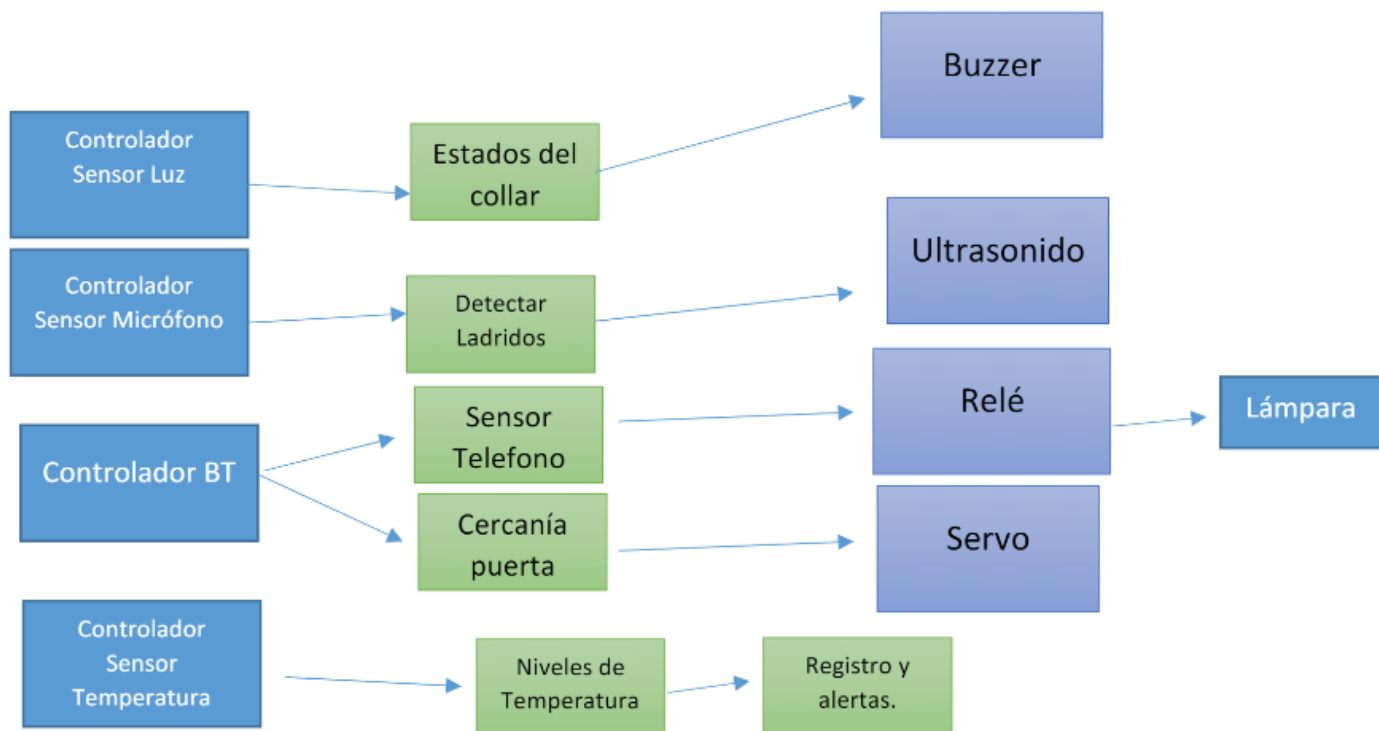 Controlador
Sensor Luz
Estados del
collar
Buzzer
Controlador
Sensor Micrófono
Detectar
Ladridos
Ultrasonido
Controlador BT
Sensor
Telefono
Relé
Lámpara
Cercanía
puerta
Servo
Controlador
Sensor
Temperatura
Niveles de
Temperatura
Registro y
alertas.